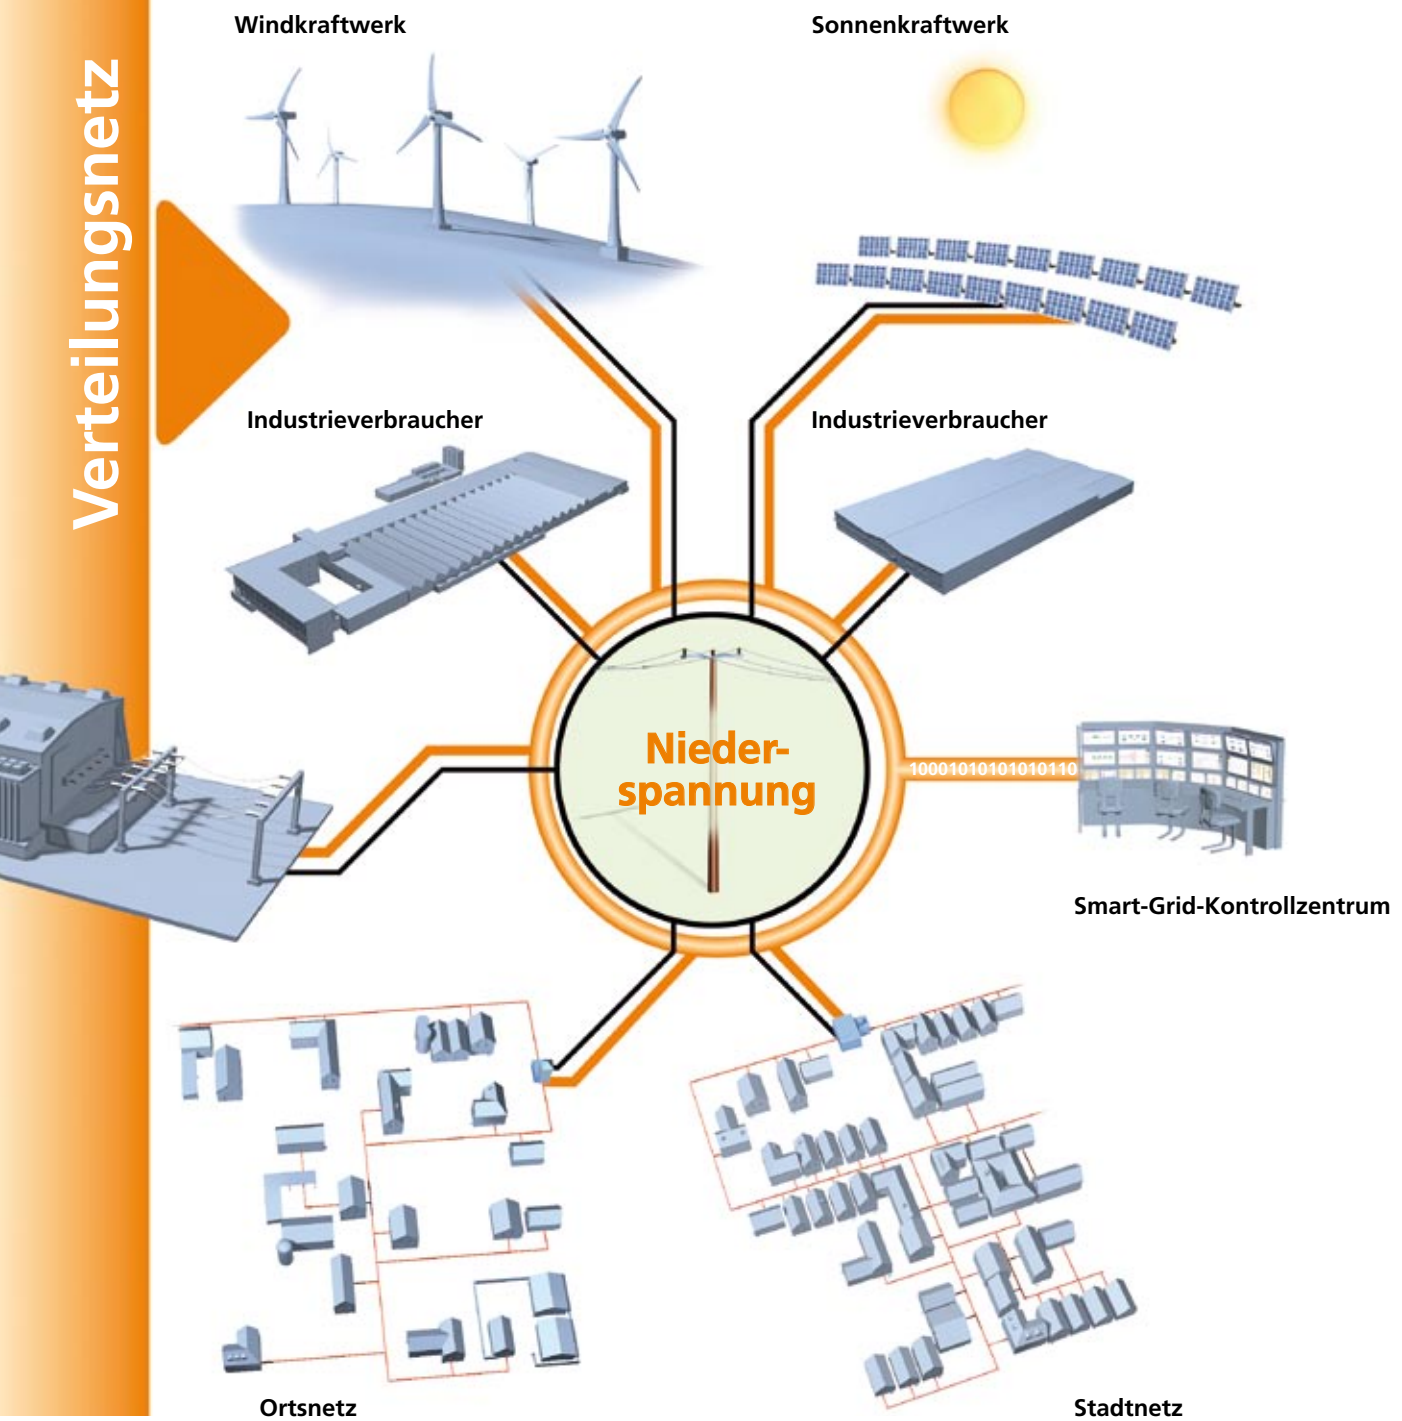 Windkraftwerk
Sonnenkraftwerk
Verteilungsnetz
Industrieverbraucher
Industrieverbraucher
Nieder-
spannung
10001010101010110
Smart-Grid-Kontrollzentrum
Ortsnetz
Stadtnetz